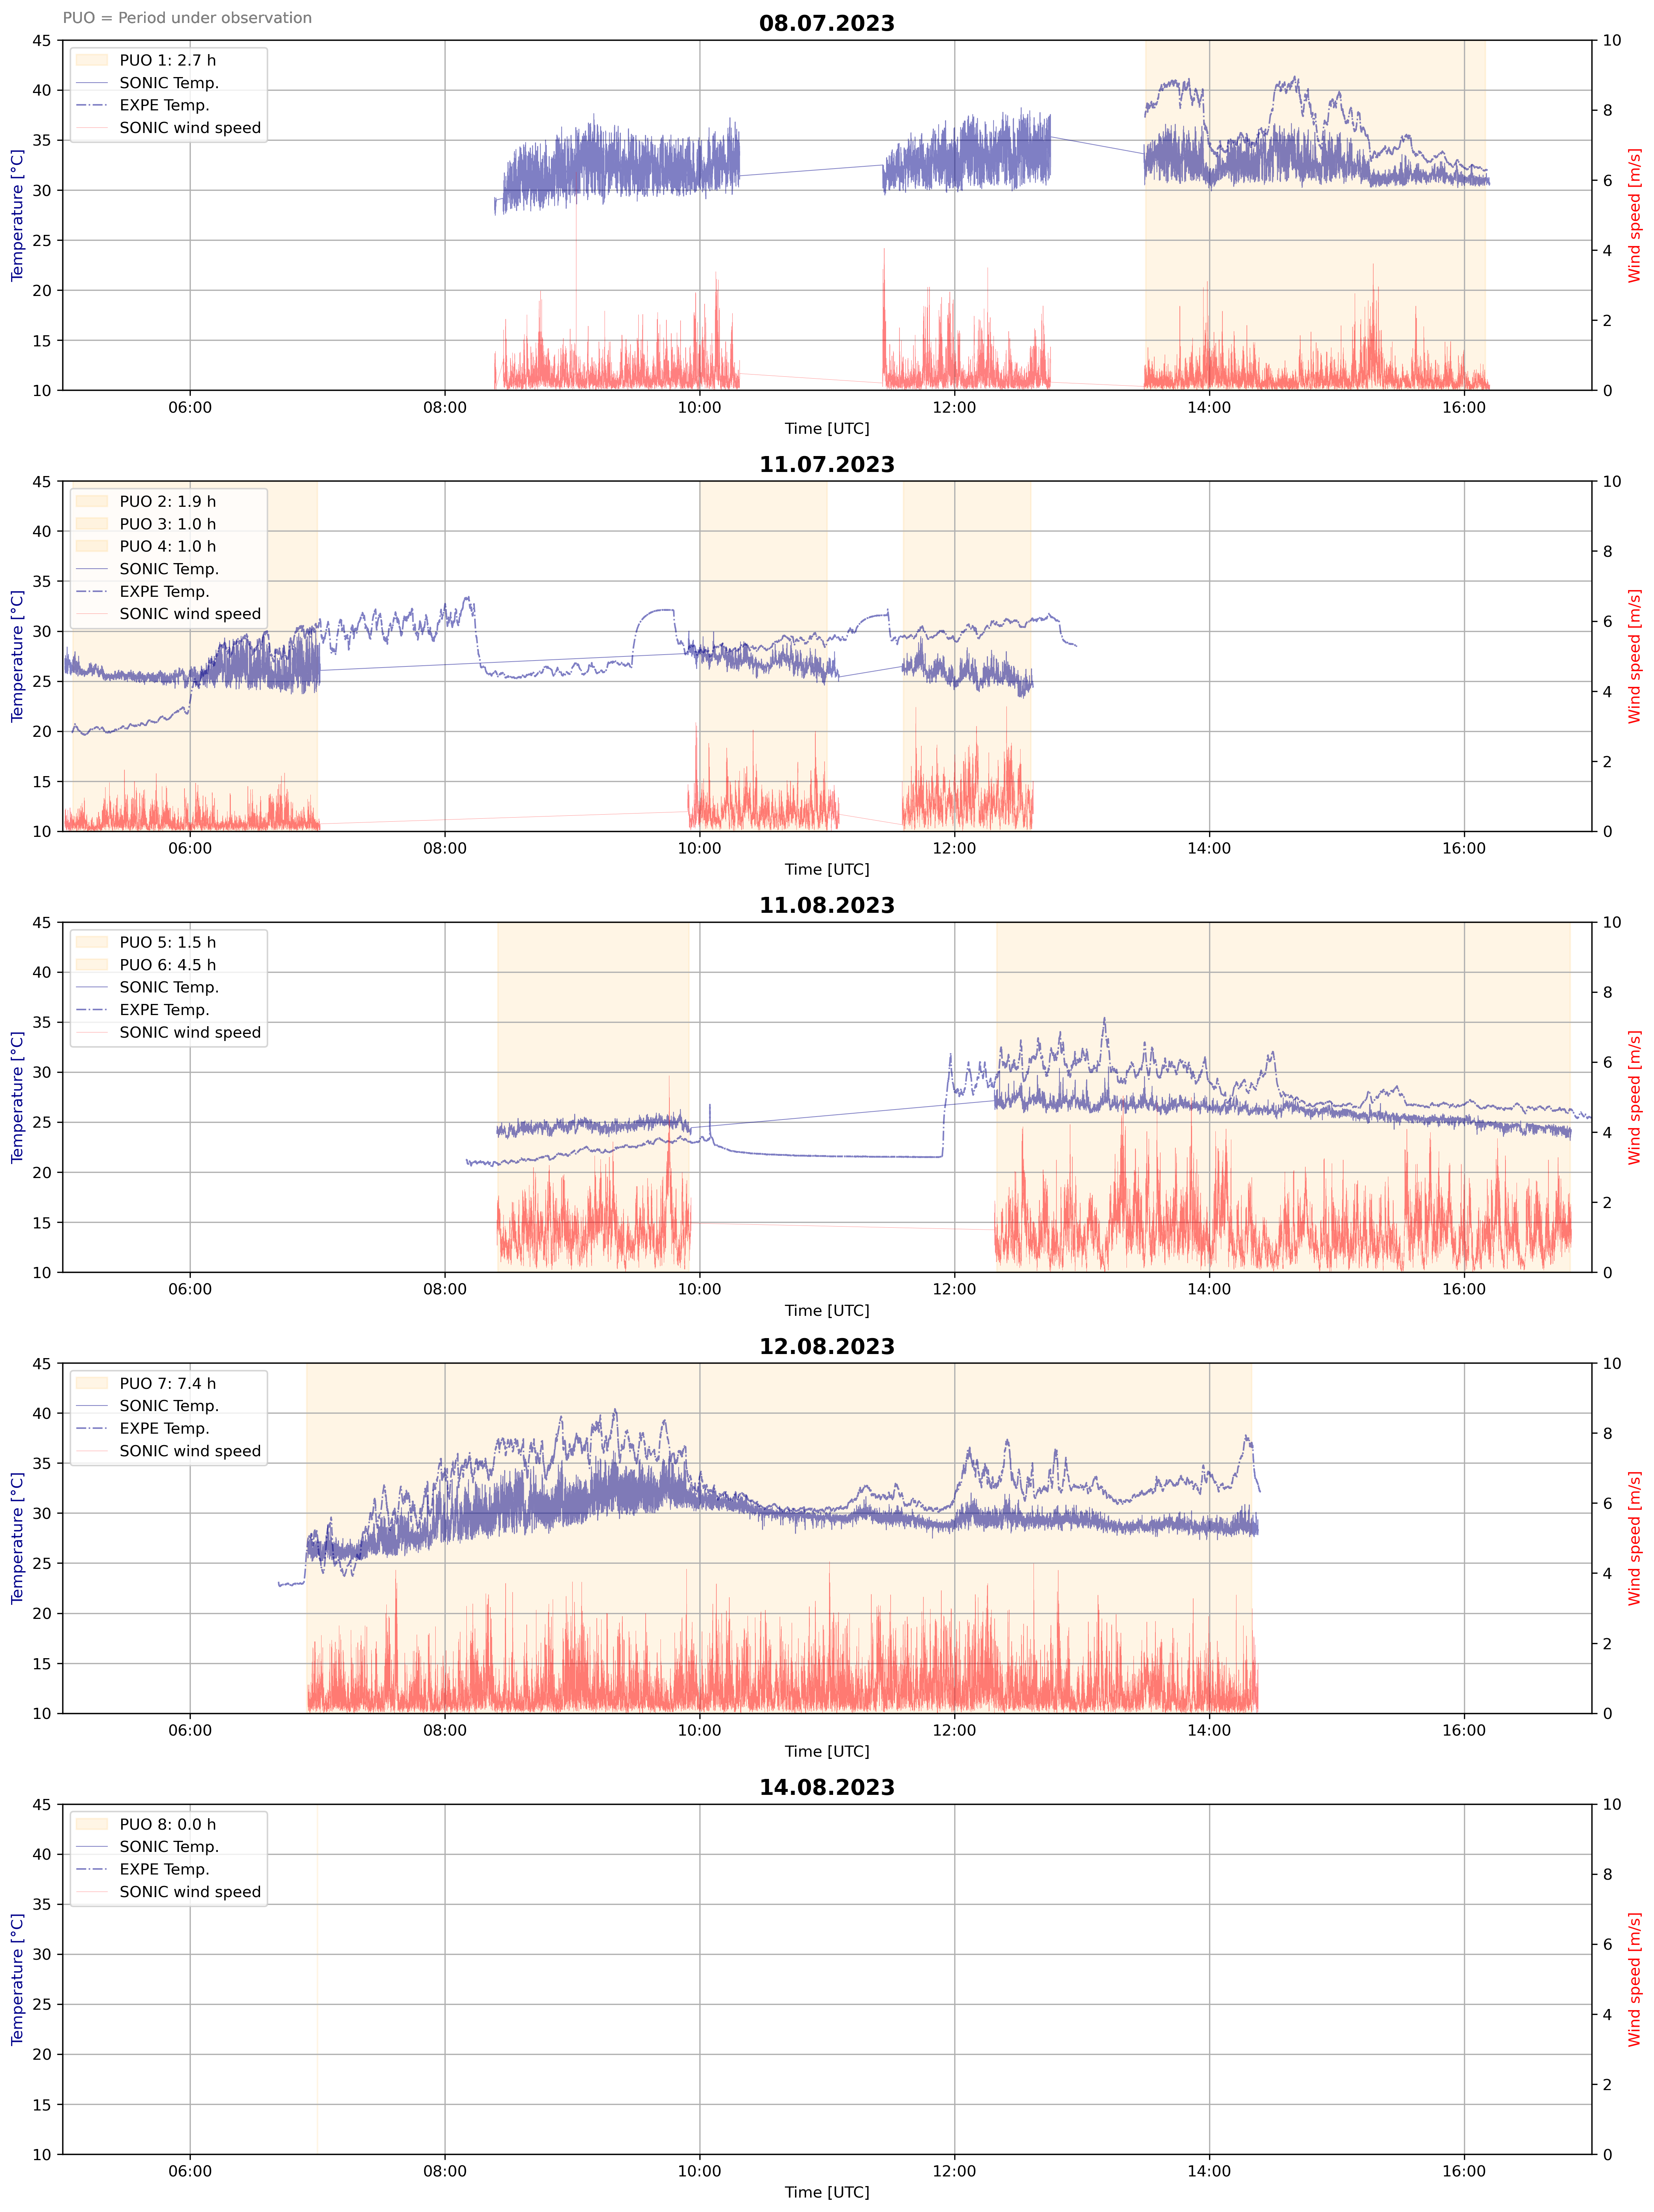 PUO = Period under observation
08.07.2023
45
40
35
30
25
20
15
10
Temperature [°C]
PUO 1: 2.7 h
SONIC Temp.
EXPE Temp.
SONIC wind speed
10
8
6
4
2
0
Wind speed [m/s]
06:00 08:00 10:00 12:00 14:00 16:00
Time [UTC]
11.07.2023
45
40
35
30
25
20
15
10
Temperature [°C]
PUO 2: 1.9 h
PUO 3: 1.0 h
PUO 4: 1.0 h
SONIC Temp.
EXPE Temp.
SONIC wind speed
10
8
6
4
2
0
Wind speed [m/s]
06:00 08:00 10:00 12:00 14:00 16:00
Time [UTC]
11.08.2023
45
40
35
30
25
20
15
10
Temperature [°C]
PUO 5: 1.5 h
PUO 6: 4.5 h
SONIC Temp.
EXPE Temp.
SONIC wind speed
10
8
6
4
2
0
Wind speed [m/s]
06:00 08:00 10:00 12:00 14:00 16:00
Time [UTC]
12.08.2023
45
40
35
30
25
20
15
10
Temperature [°C]
PUO 7: 7.4 h
SONIC Temp.
EXPE Temp.
SONIC wind speed
10
8
6
4
2
0
Wind speed [m/s]
06:00 08:00 10:00 12:00 14:00 16:00
Time [UTC]
14.08.2023
45
40
35
30
25
20
15
10
Temperature [°C]
PUO 8: 0.0 h
SONIC Temp.
EXPE Temp.
SONIC wind speed
10
8
6
4
2
0
Wind speed [m/s]
06:00 08:00 10:00 12:00 14:00 16:00
Time [UTC]